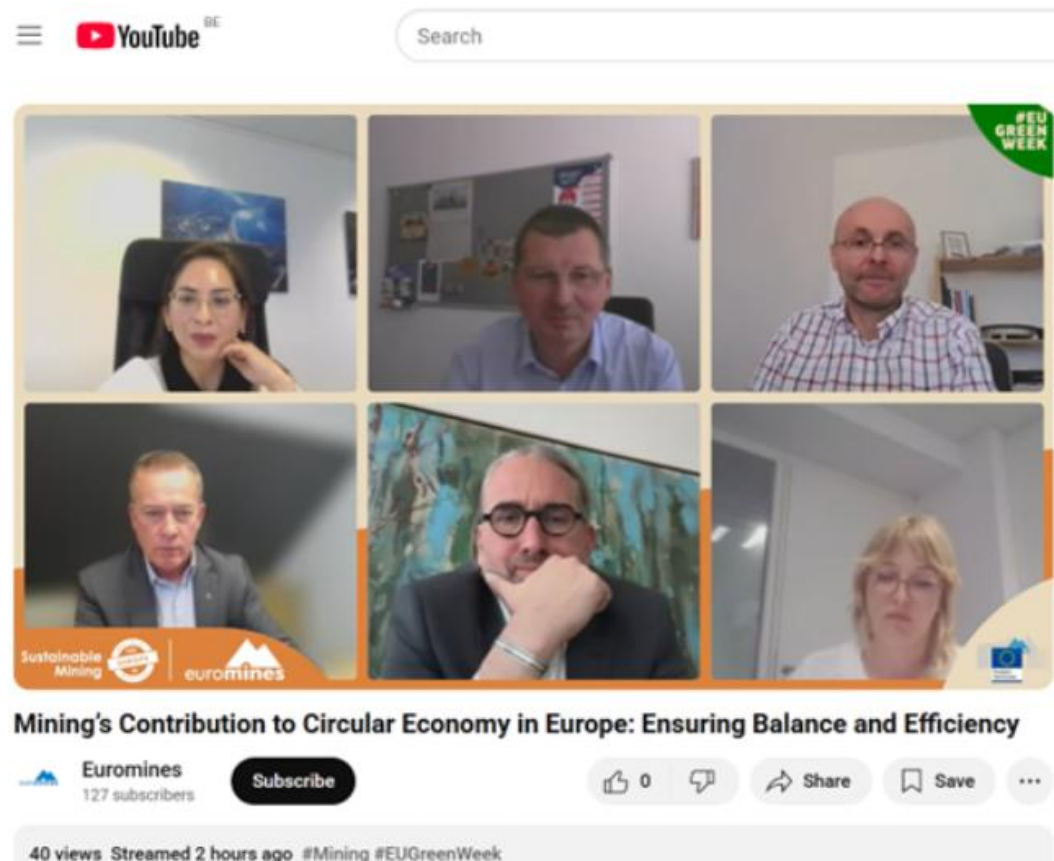 YouTube BE
Search
#EU
GREEN
WEEK
Sustainable
Mining
euromines
Mining's Contribution to Circular Economy in Europe: Ensuring Balance and Efficiency
Euromines
127 subscribers
Subscribe
0
Share
Save
40 views Streamed 2 hours ago #Mining #EUGreenWeek